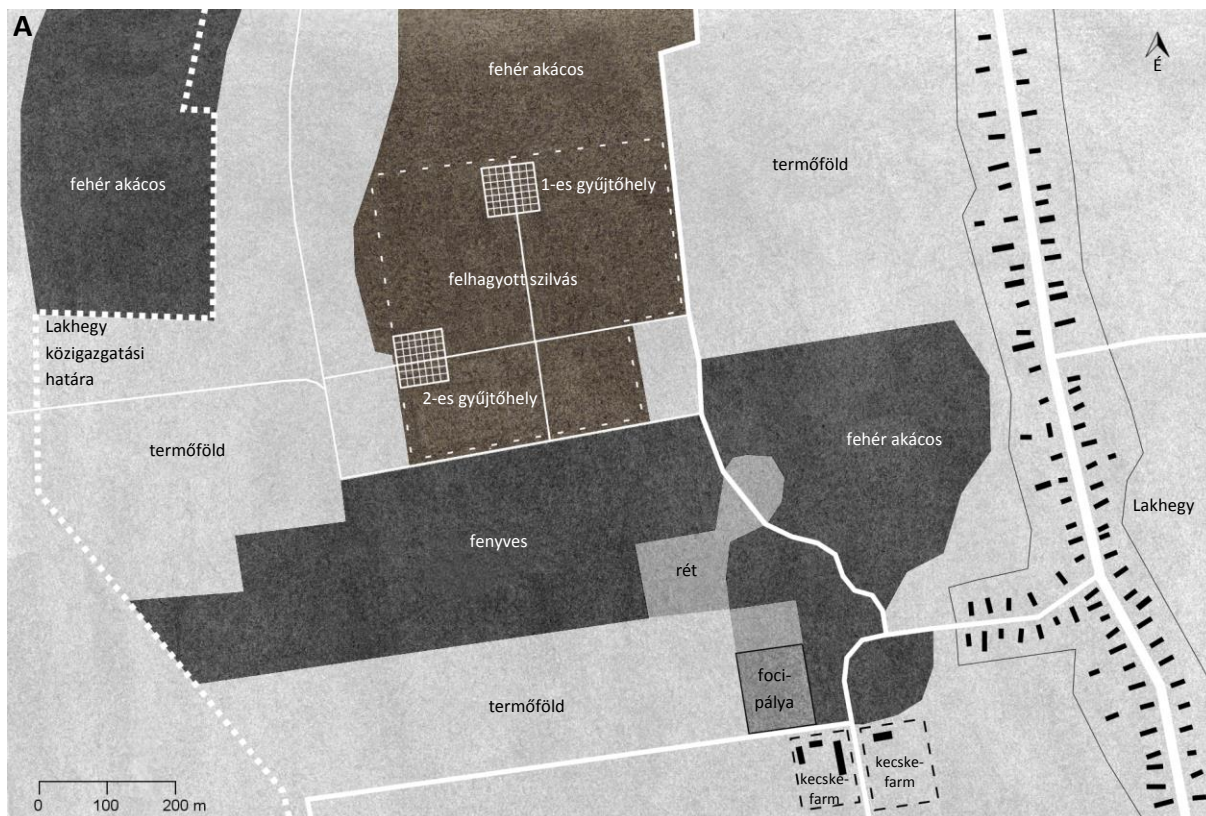 A
É
fehér akácos
fehér akácos
termőföld
1-es gyűjtőhely
felhagyott szilvás
Lakhegy
közigazgatási
határa
2-es gyűjtőhely
termőföld
fehér akácos
Lakhegy
fenyves
rét
foci-
pálya
termőföld
kecske-
farm
kecske-
farm
0 100 200 m